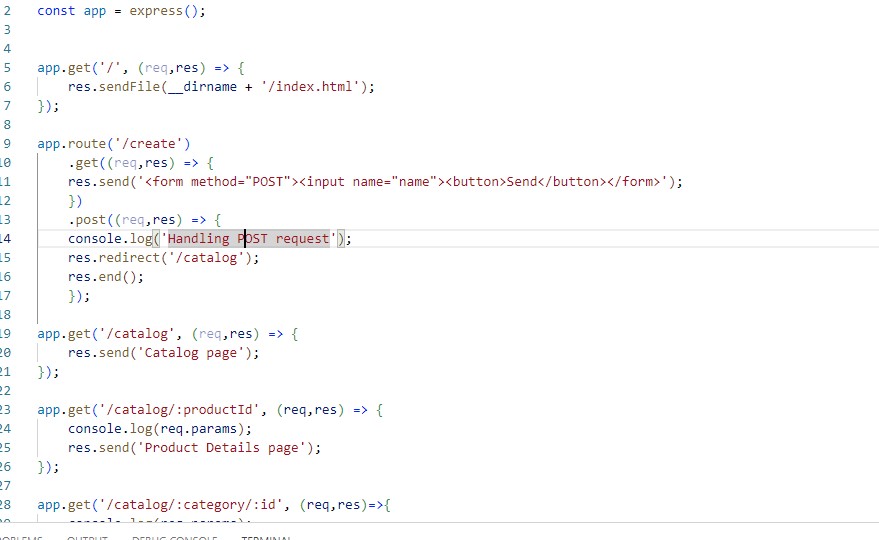 2 const app = express();
3
4
5 app.get('/', (req,res) => {
6 res.sendFile(__dirname + '/index.html');
7 });
8
9 app.route('/create')
10 .get((req,res) => {
11 res.send('<form method="POST"><input name="name"><button>Send</button></form>');
12 })
13 .post((req,res) => {
14 console.log('Handling POST request');
15 res.redirect('/catalog');
16 res.end();
17 });
18
19 app.get('/catalog', (req,res) => {
20 res.send('Catalog page');
21 });
22
23 app.get('/catalog/:productId', (req,res) => {
24 console.log(req.params);
25 res.send('Product Details page');
26 });
27
28 app.get('/catalog/:category/:id', (req,res)=>{
console.log(req.params);
OUTPUT DEBUG CONSOLE TERMINAL